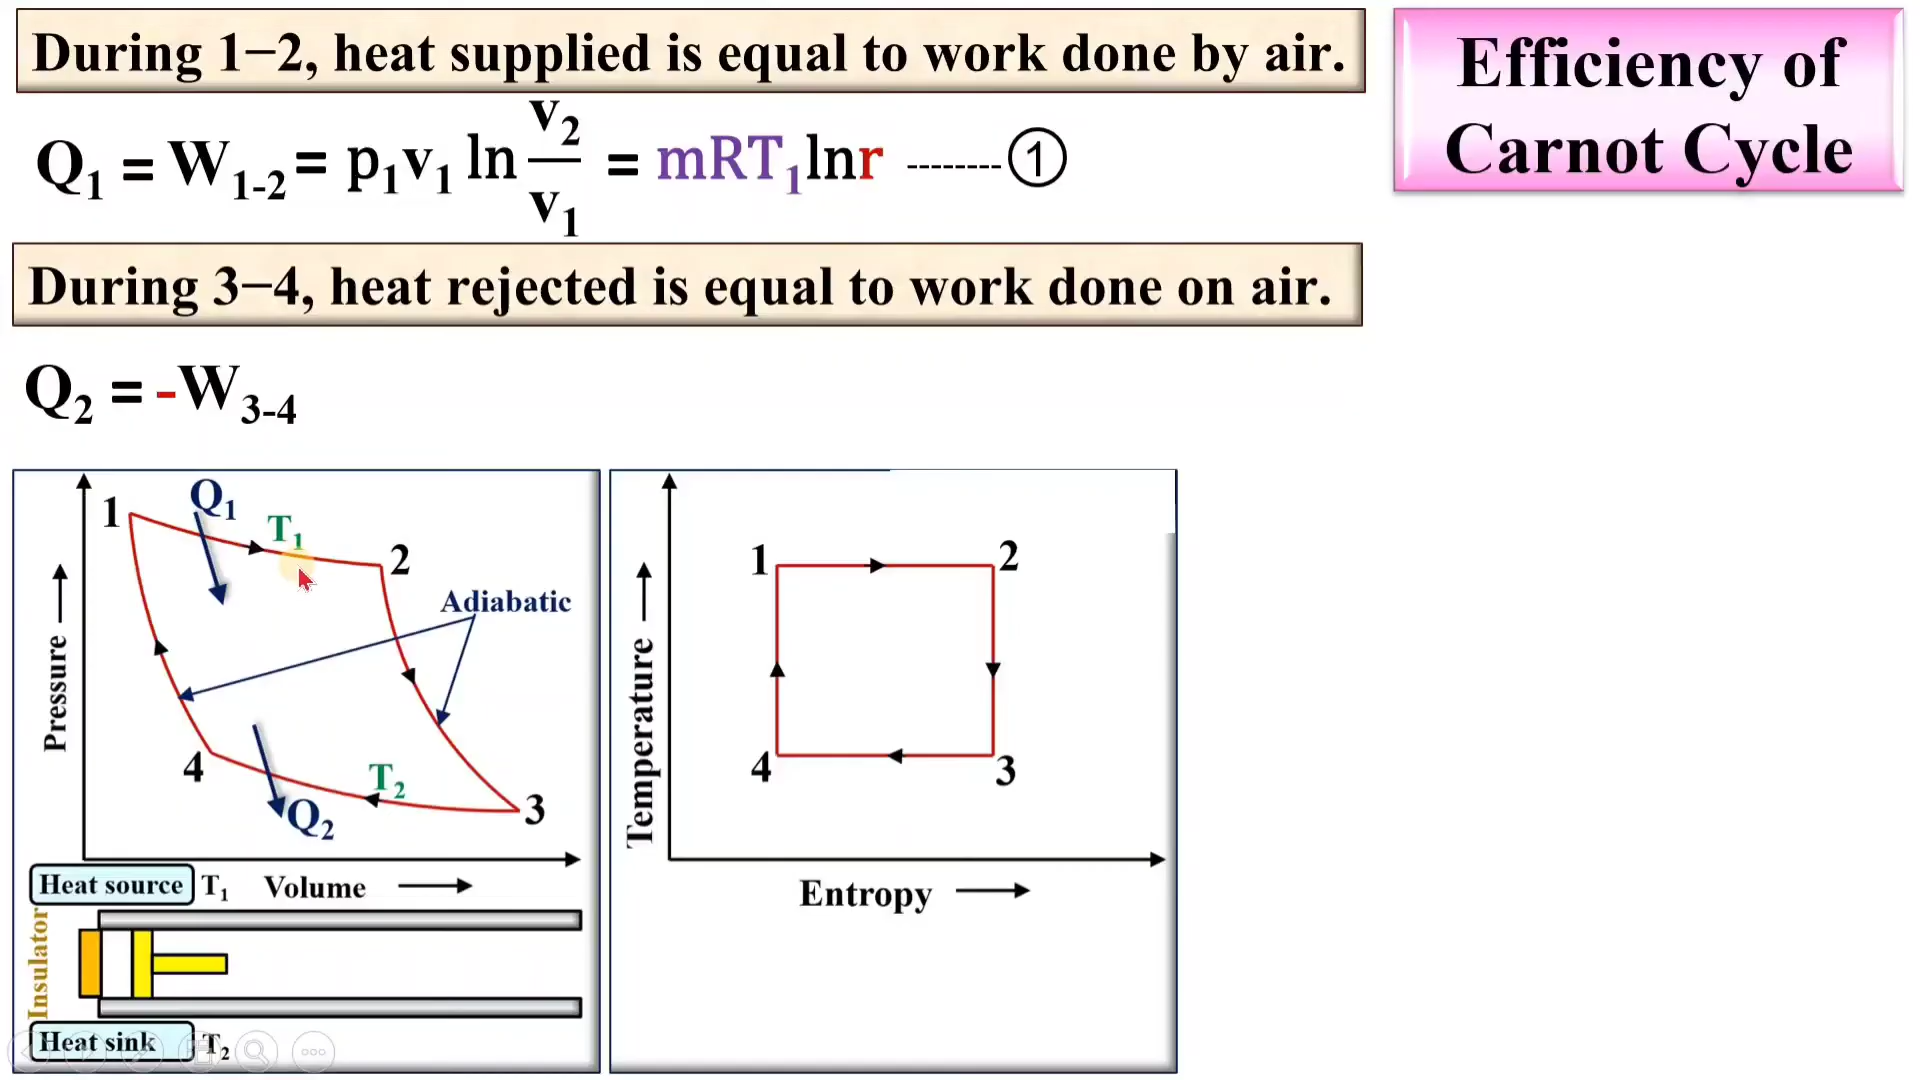 During 1−2, heat supplied is equal to work done by air.
Efficiency of
Carnot Cycle
Q₁ = W₁₋₂ = p₁v₁ ln v₂/v₁ = mRT₁lnr --------①
During 3−4, heat rejected is equal to work done on air.
Q₂ = -W₃₋₄
1
Q₁
T₁
2
Adiabatic
Pressure
4
T₂
Q₂
3
Heat source T₁ Volume
Insulator
Heat sink T₂
1
2
Temperature
4
3
Entropy